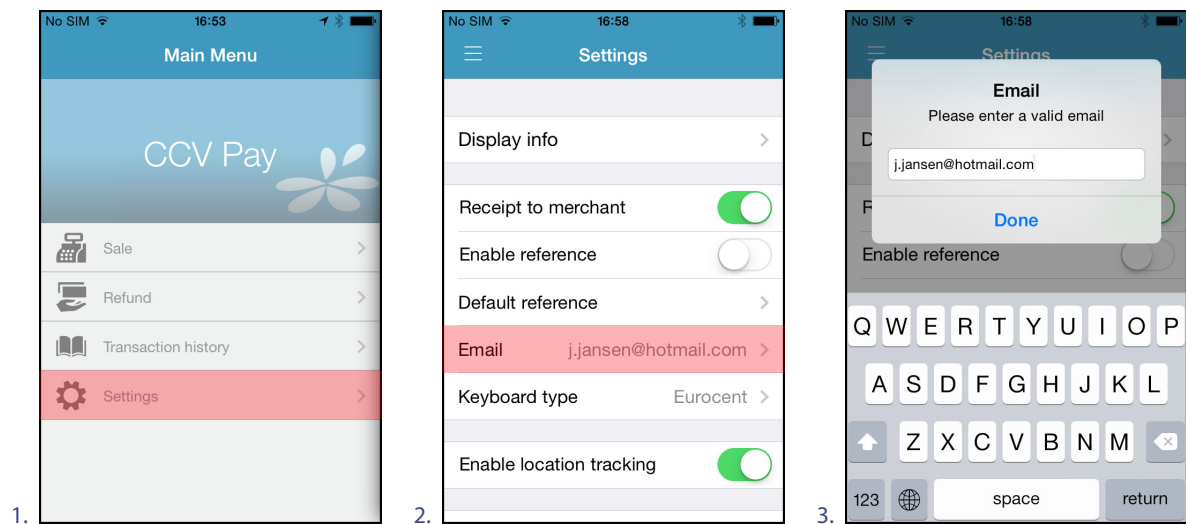 No SIM 16:53
Main Menu
CCV Pay
Sale
Refund
Transaction history
Settings
1.
No SIM 16:58
Settings
Display info
Receipt to merchant
Enable reference
Default reference
Email j.jansen@hotmail.com
Keyboard type Eurocent
Enable location tracking
2.
No SIM 16:58
Settings
Email
Please enter a valid email
D
j.jansen@hotmail.com
R
Done
Enable reference
Q W E R T Y U I O P
A S D F G H J K L
Z X C V B N M
123 space return
3.